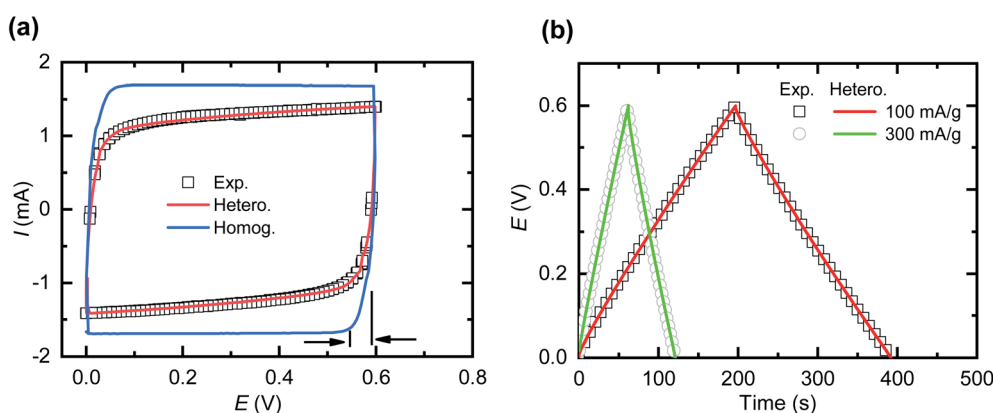 (a)
2
1
0
-1
-2
I (mA)
0.0
0.2
0.4
0.6
0.8
E (V)
Exp.
Hetero.
Homog.
(b)
0.8
0.6
0.4
0.2
0.0
E (V)
0
100
200
300
400
500
Time (s)
Exp. Hetero.
100 mA/g
300 mA/g